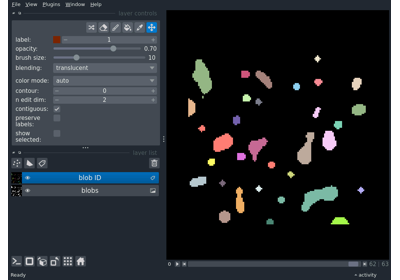 File View Plugins Window Help
layer controls
label: 1
opacity: 0.70
brush size: 10
blending: translucent
color mode: auto
contour: 0
n edit dim: 2
contiguous:
preserve
labels:
show
selected:
layer list
blob ID
blobs
62 | 63
Ready
activity